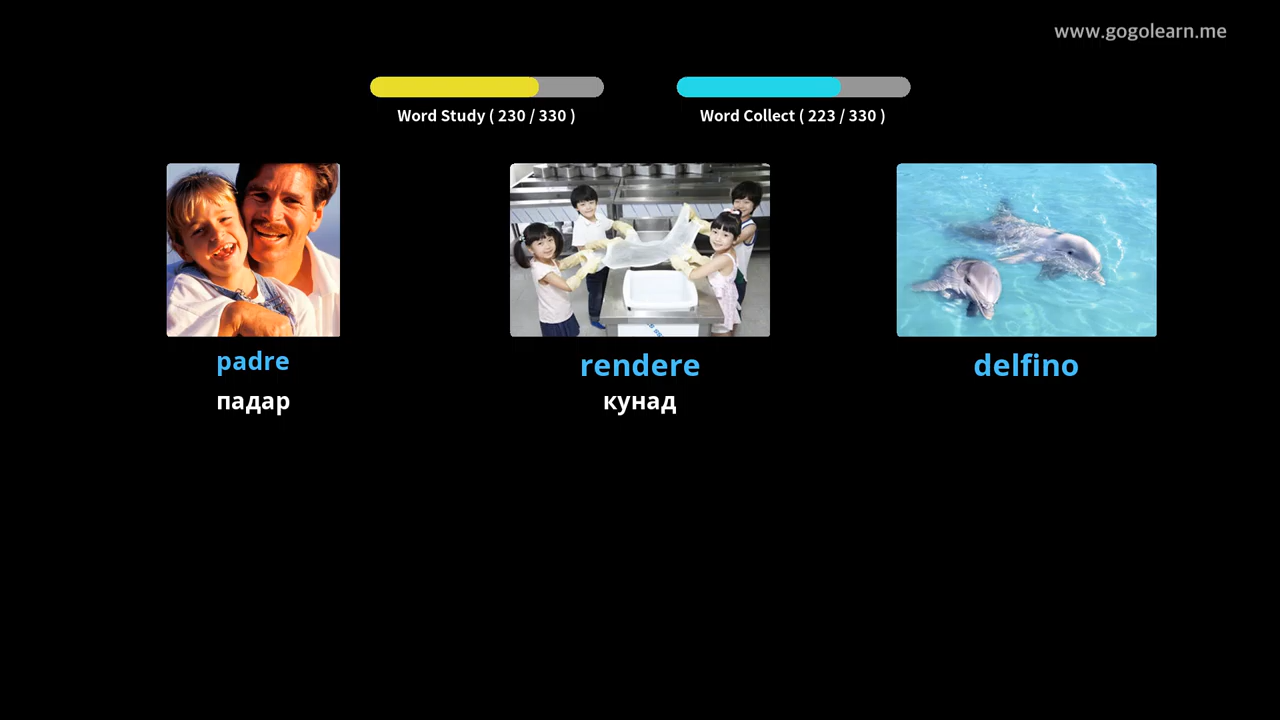 www.gogolearn.me
Word Study ( 230 / 330 )
Word Collect ( 223 / 330 )
padre
падар
rendere
кунад
delfino